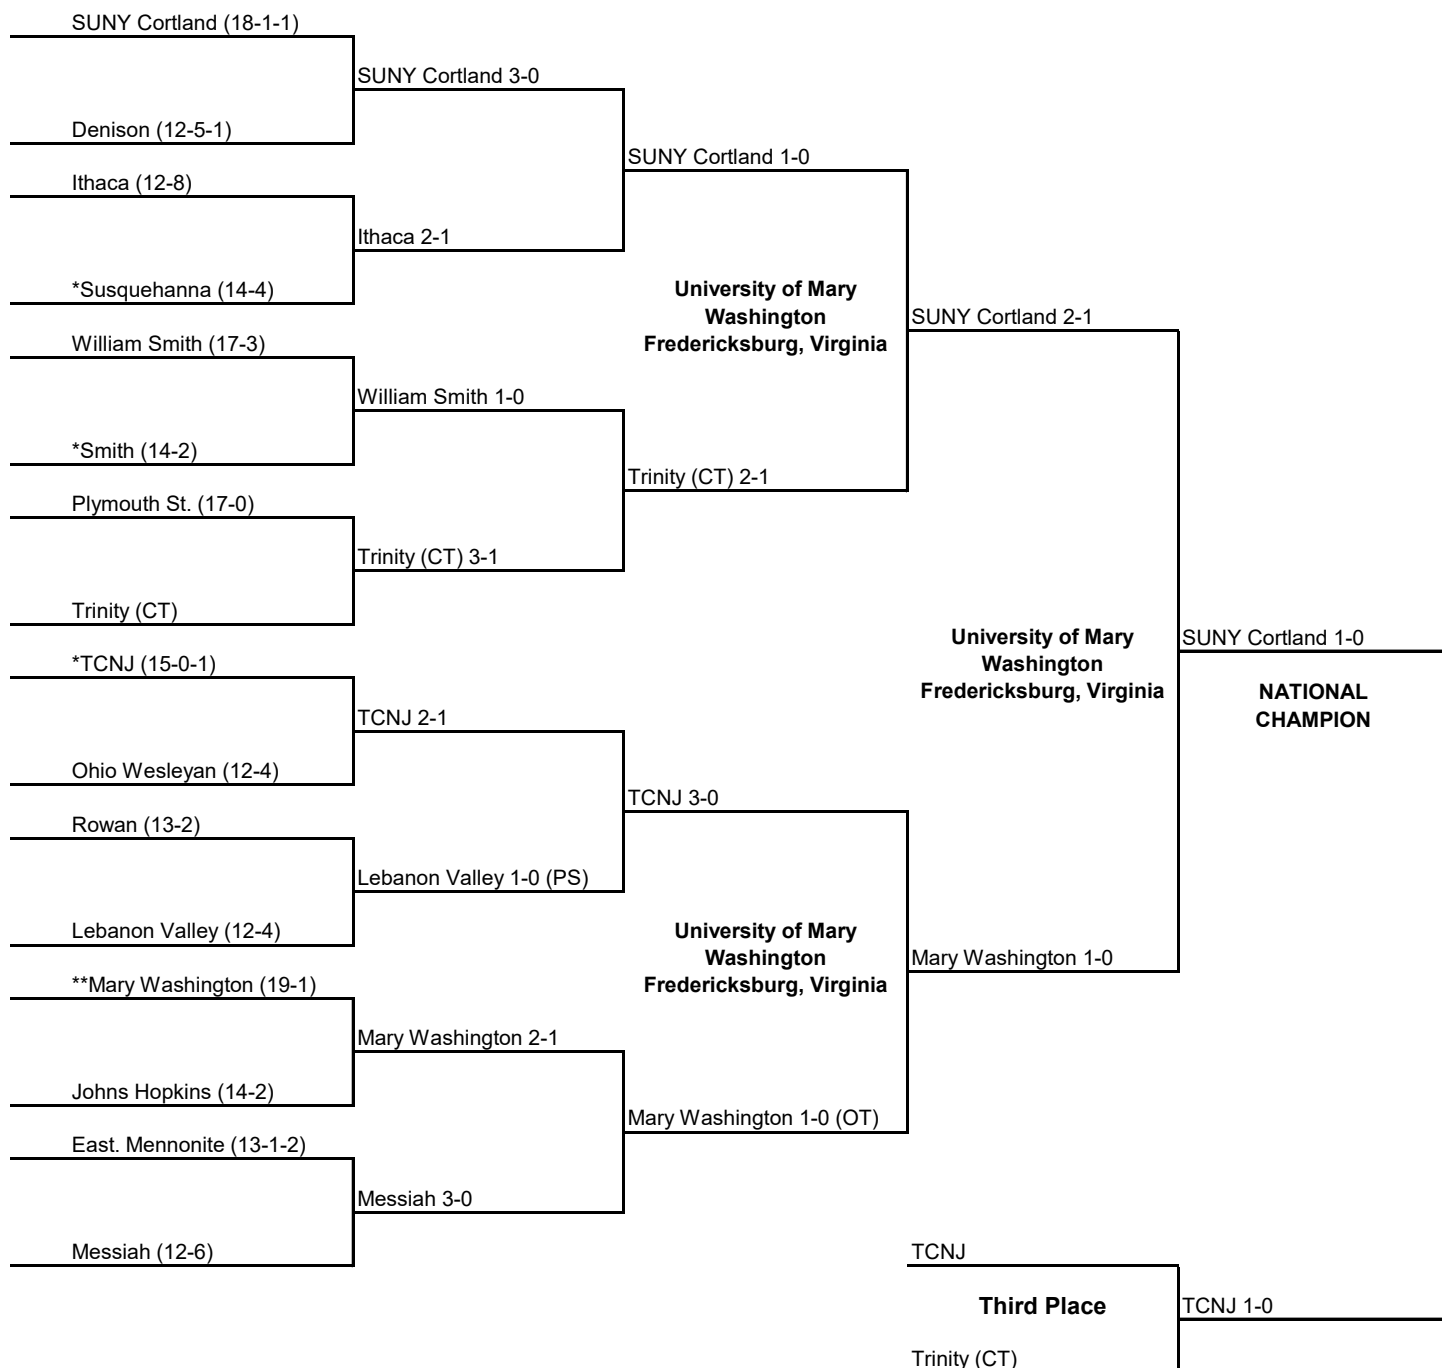 SUNY Cortland (18-1-1)
SUNY Cortland 3-0
Denison (12-5-1)
SUNY Cortland 1-0
Ithaca (12-8)
Ithaca 2-1
*Susquehanna (14-4)
University of Mary
Washington
Fredericksburg, Virginia
SUNY Cortland 2-1
William Smith (17-3)
William Smith 1-0
*Smith (14-2)
Trinity (CT) 2-1
Plymouth St. (17-0)
Trinity (CT) 3-1
Trinity (CT)
University of Mary
Washington
Fredericksburg, Virginia
SUNY Cortland 1-0
NATIONAL
CHAMPION
*TCNJ (15-0-1)
TCNJ 2-1
Ohio Wesleyan (12-4)
TCNJ 3-0
Rowan (13-2)
Lebanon Valley 1-0 (PS)
Lebanon Valley (12-4)
University of Mary
Washington
Fredericksburg, Virginia
Mary Washington 1-0
**Mary Washington (19-1)
Mary Washington 2-1
Johns Hopkins (14-2)
Mary Washington 1-0 (OT)
East. Mennonite (13-1-2)
Messiah 3-0
Messiah (12-6)
TCNJ
Third Place
TCNJ 1-0
Trinity (CT)